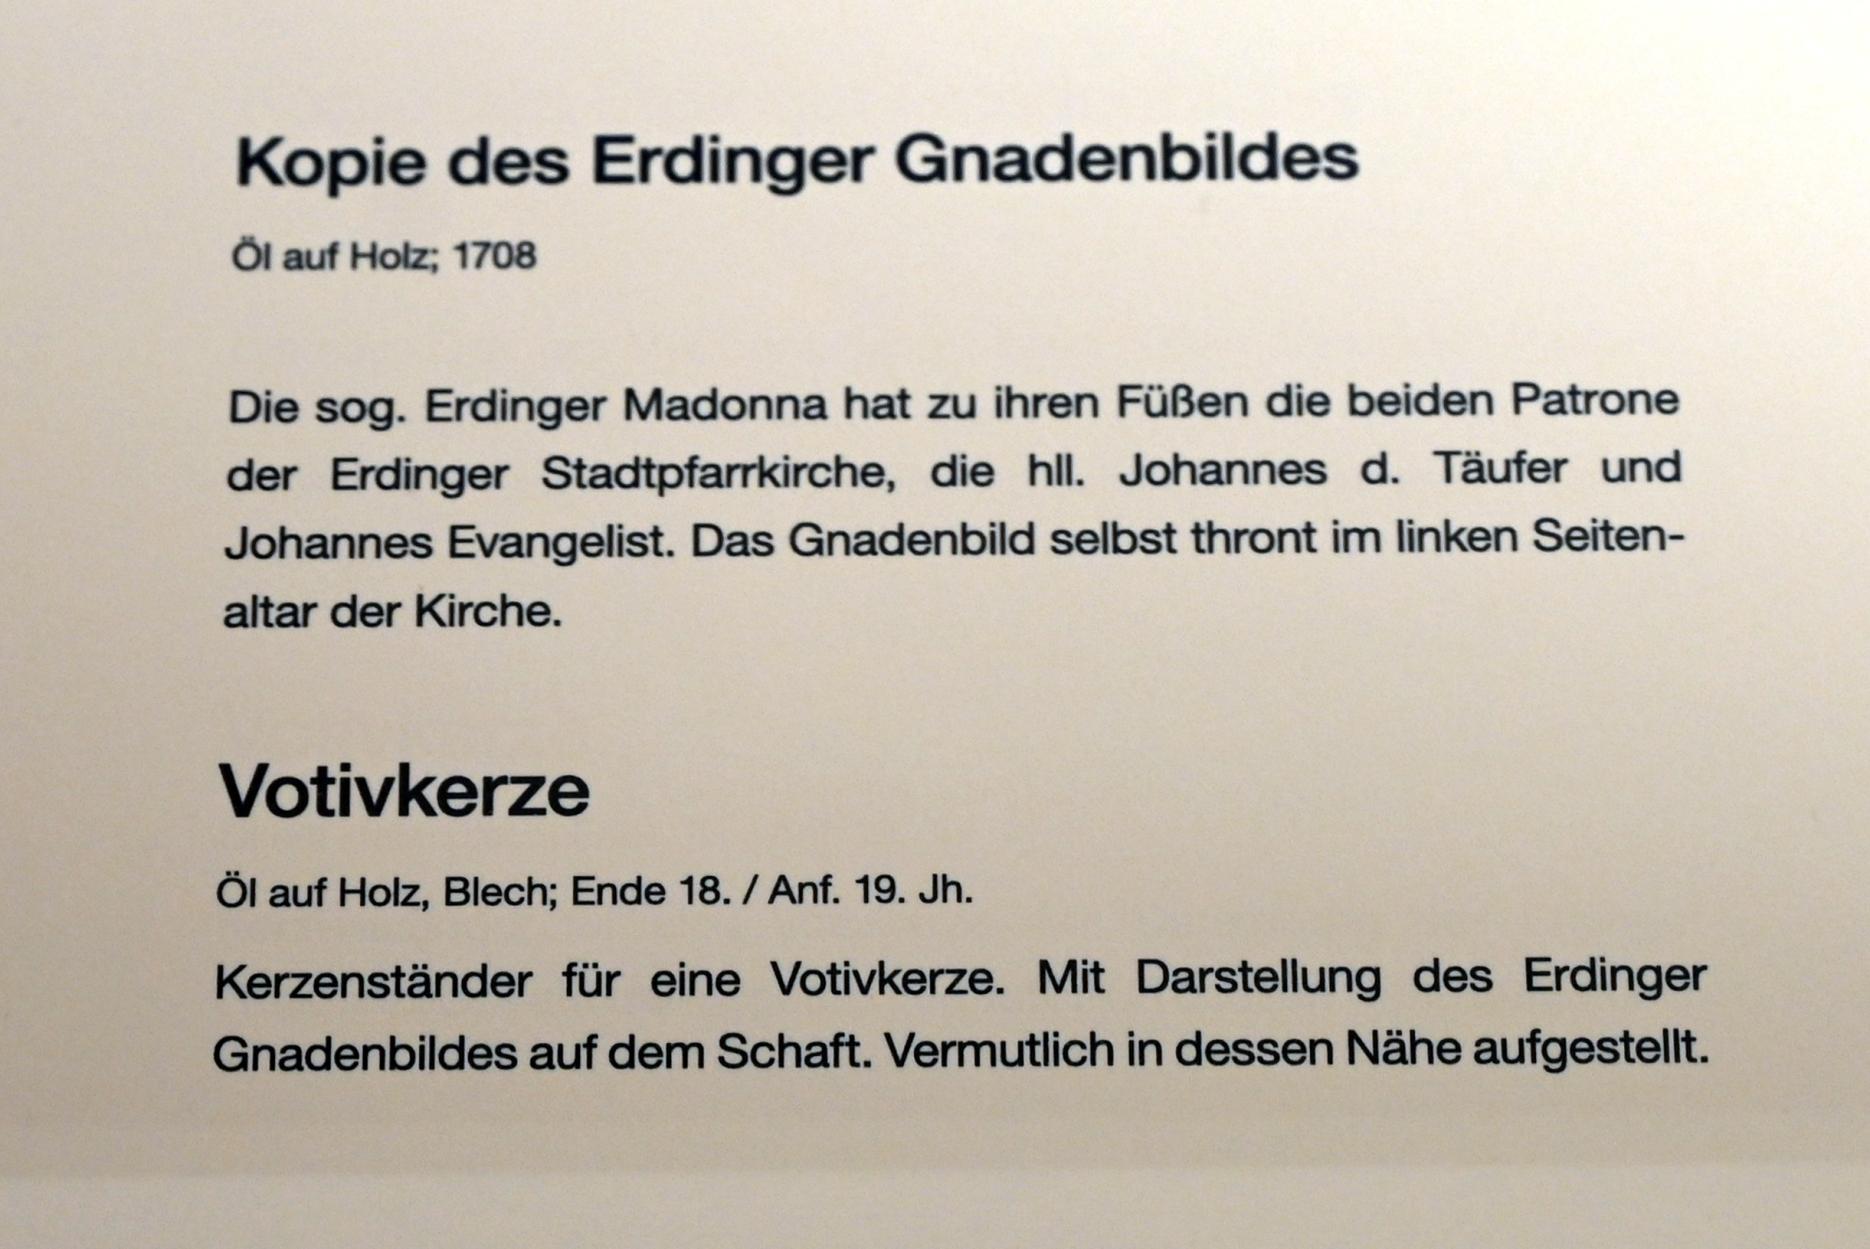 Kopie des Erdinger Gnadenbildes
Öl auf Holz; 1708
Die sog. Erdinger Madonna hat zu ihren Füßen die beiden Patrone
der Erdinger Stadtpfarrkirche, die hll. Johannes d. Täufer und
Johannes Evangelist. Das Gnadenbild selbst thront im linken Seiten-
altar der Kirche.
Votivkerze
Öl auf Holz, Blech; Ende 18. / Anf. 19. Jh.
Kerzenständer für eine Votivkerze. Mit Darstellung des Erdinger
Gnadenbildes auf dem Schaft. Vermutlich in dessen Nähe aufgestellt.